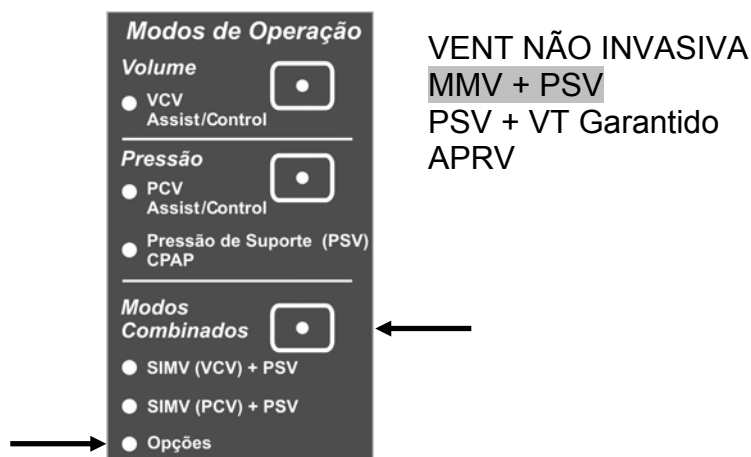 Modos de Operação
Volume
VCV
Assist/Control
Pressão
PCV
Assist/Control
Pressão de Suporte (PSV)
CPAP
Modos
Combinados
SIMV (VCV) + PSV
SIMV (PCV) + PSV
Opções
VENT NÃO INVASIVA
MMV + PSV
PSV + VT Garantido
APRV